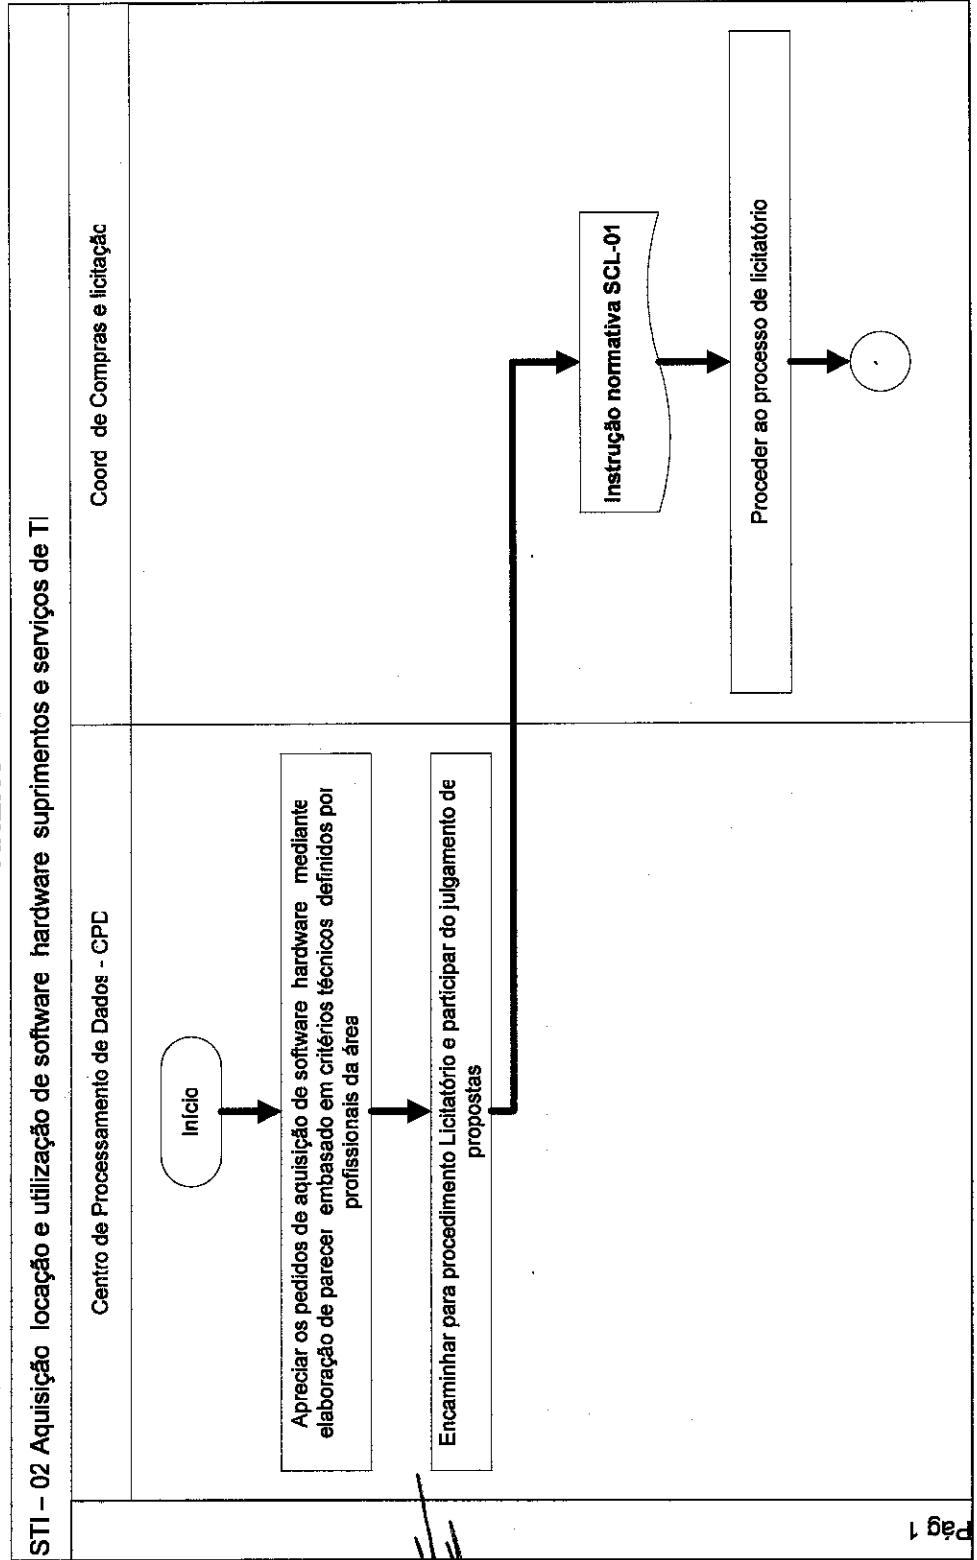 STI – 02 Aquisição locação e utilização de software hardware suprimentos e serviços de TI
Centro de Processamento de Dados - CPD
Coord de Compras e licitação
Início
Apreciar os pedidos de aquisição de software hardware mediante
elaboração de parecer embasado em critérios técnicos definidos por
profissionais da área
Encaminhar para procedimento Licitatório e participar do julgamento de
propostas
Instrução normativa SCL-01
Proceder ao processo de licitatório
Pág 1